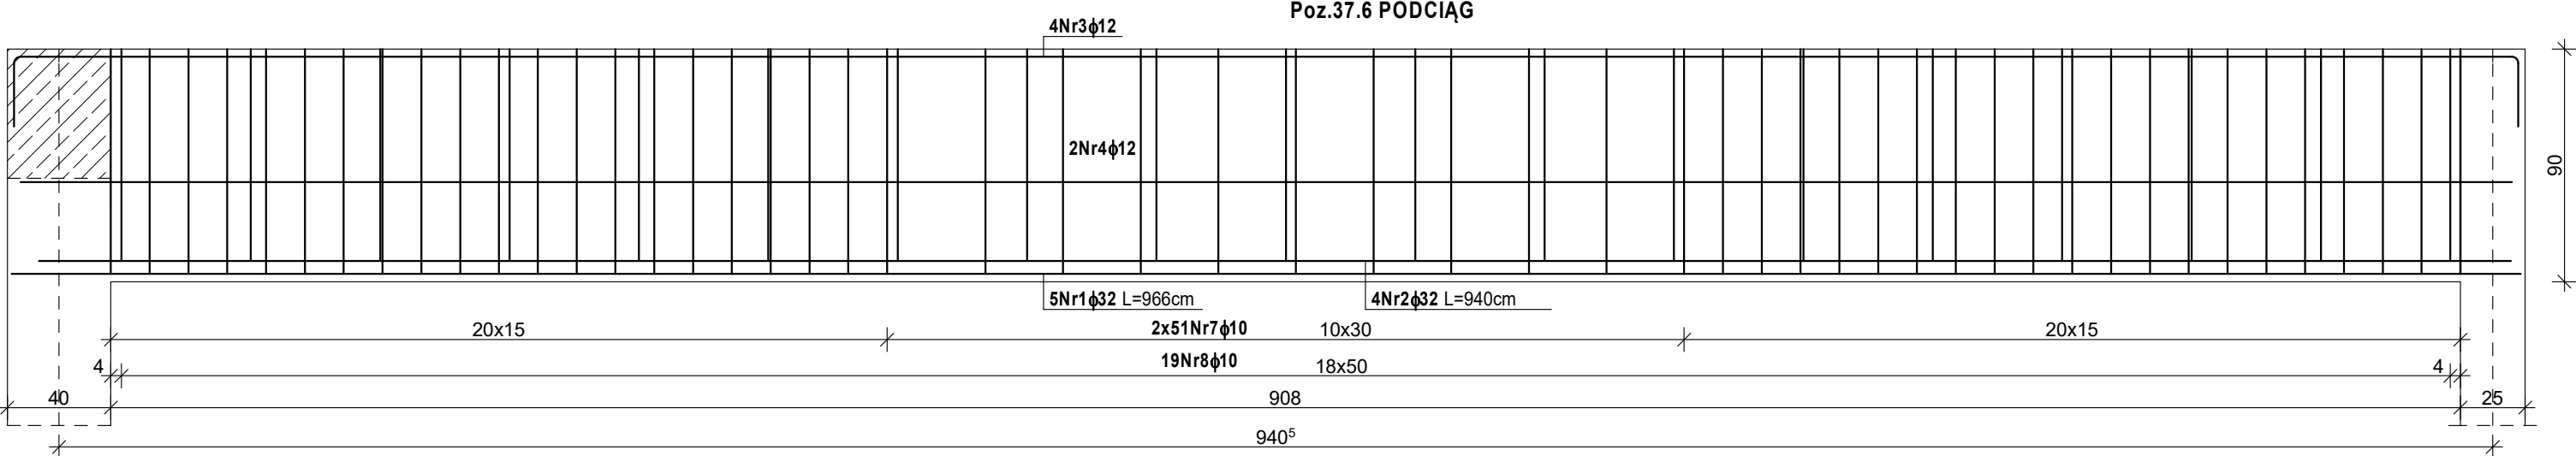 Poz.37.6 PODCIĄG
4Nr3ϕ12
2Nr4ϕ12
90
5Nr1ϕ32 L=966cm
4Nr2ϕ32 L=940cm
20x15
2x51Nr7ϕ10
10x30
20x15
4
19Nr8ϕ10
18x50
4
40
908
25
940⁵